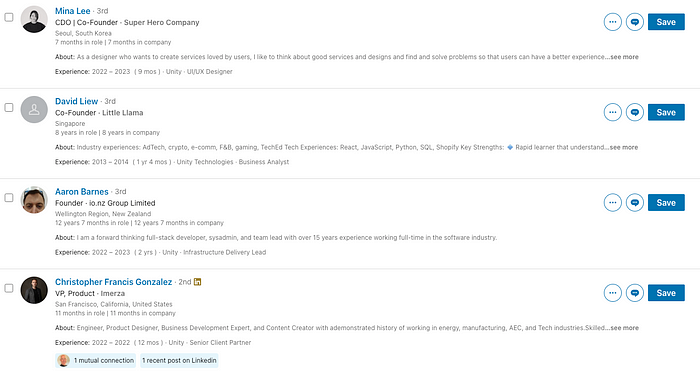 Mina Lee · 3rd
CDO | Co-Founder · Super Hero Company
Seoul, South Korea
7 months in role | 7 months in company
About: As a designer who wants to create services loved by users, I like to think about good services and designs and find and solve problems so that users can have a better experience...see more
Experience: 2022 – 2023 ( 9 mos ) · Unity · UI/UX Designer
Save
David Liew · 3rd
Co-Founder · Little Llama
Singapore
8 years in role | 8 years in company
About: Industry experiences: AdTech, crypto, e-comm, F&B, gaming, TechEd Tech Experiences: React, JavaScript, Python, SQL, Shopify Key Strengths: 🔹 Rapid learner that understand...see more
Experience: 2013 – 2014 ( 1 yr 4 mos ) · Unity Technologies · Business Analyst
Save
Aaron Barnes · 3rd
Founder · io.nz Group Limited
Wellington Region, New Zealand
12 years 7 months in role | 12 years 7 months in company
About: I am a forward thinking full-stack developer, sysadmin, and team lead with over 15 years experience working full-time in the software industry.
Experience: 2022 – 2023 ( 2 yrs ) · Unity · Infrastructure Delivery Lead
Save
Christopher Francis Gonzalez · 2nd in
VP, Product · Imerza
San Francisco, California, United States
11 months in role | 11 months in company
About: Engineer, Product Designer, Business Development Expert, and Content Creator with ademonstrated history of working in energy, manufacturing, AEC, and Tech industries.Skilled...see more
Experience: 2022 – 2022 ( 12 mos ) · Unity · Senior Client Partner
1 mutual connection
1 recent post on Linkedin
Save